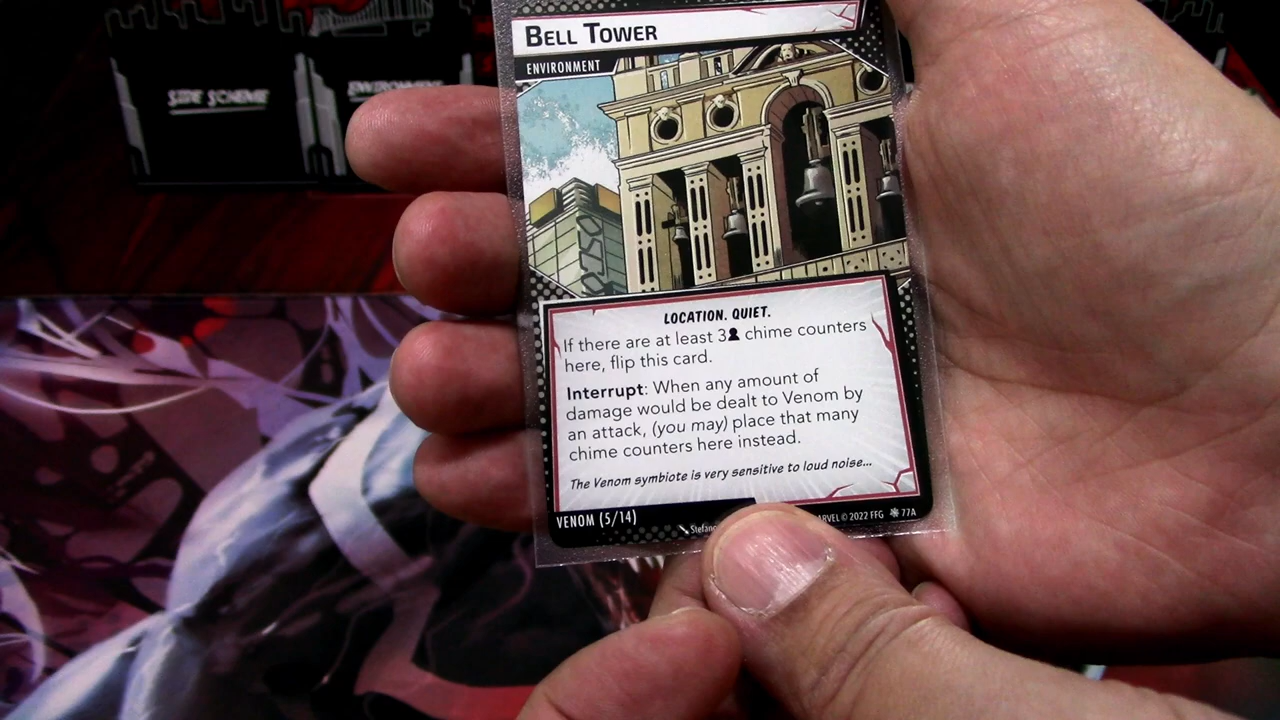 BELL TOWER
ENVIRONMENT
SIDE SCHEME
ENVIRONMENT
LOCATION. QUIET.
If there are at least 3 chime counters
here, flip this card.
Interrupt: When any amount of
damage would be dealt to Venom by
an attack, (you may) place that many
chime counters here instead.
The Venom symbiote is very sensitive to loud noise...
VENOM (5/14)
© 2022 FFG 77A